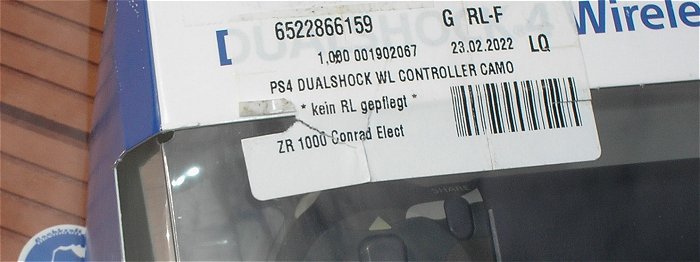 DUALSHOCK 4 Wirele
6522866159 G RL-F
1,000 001902067 23.02.2022 LQ
PS4 DUALSHOCK WL CONTROLLER CAMO
* kein RL gepflegt *
ZR 1000 Conrad Elect
SHARE